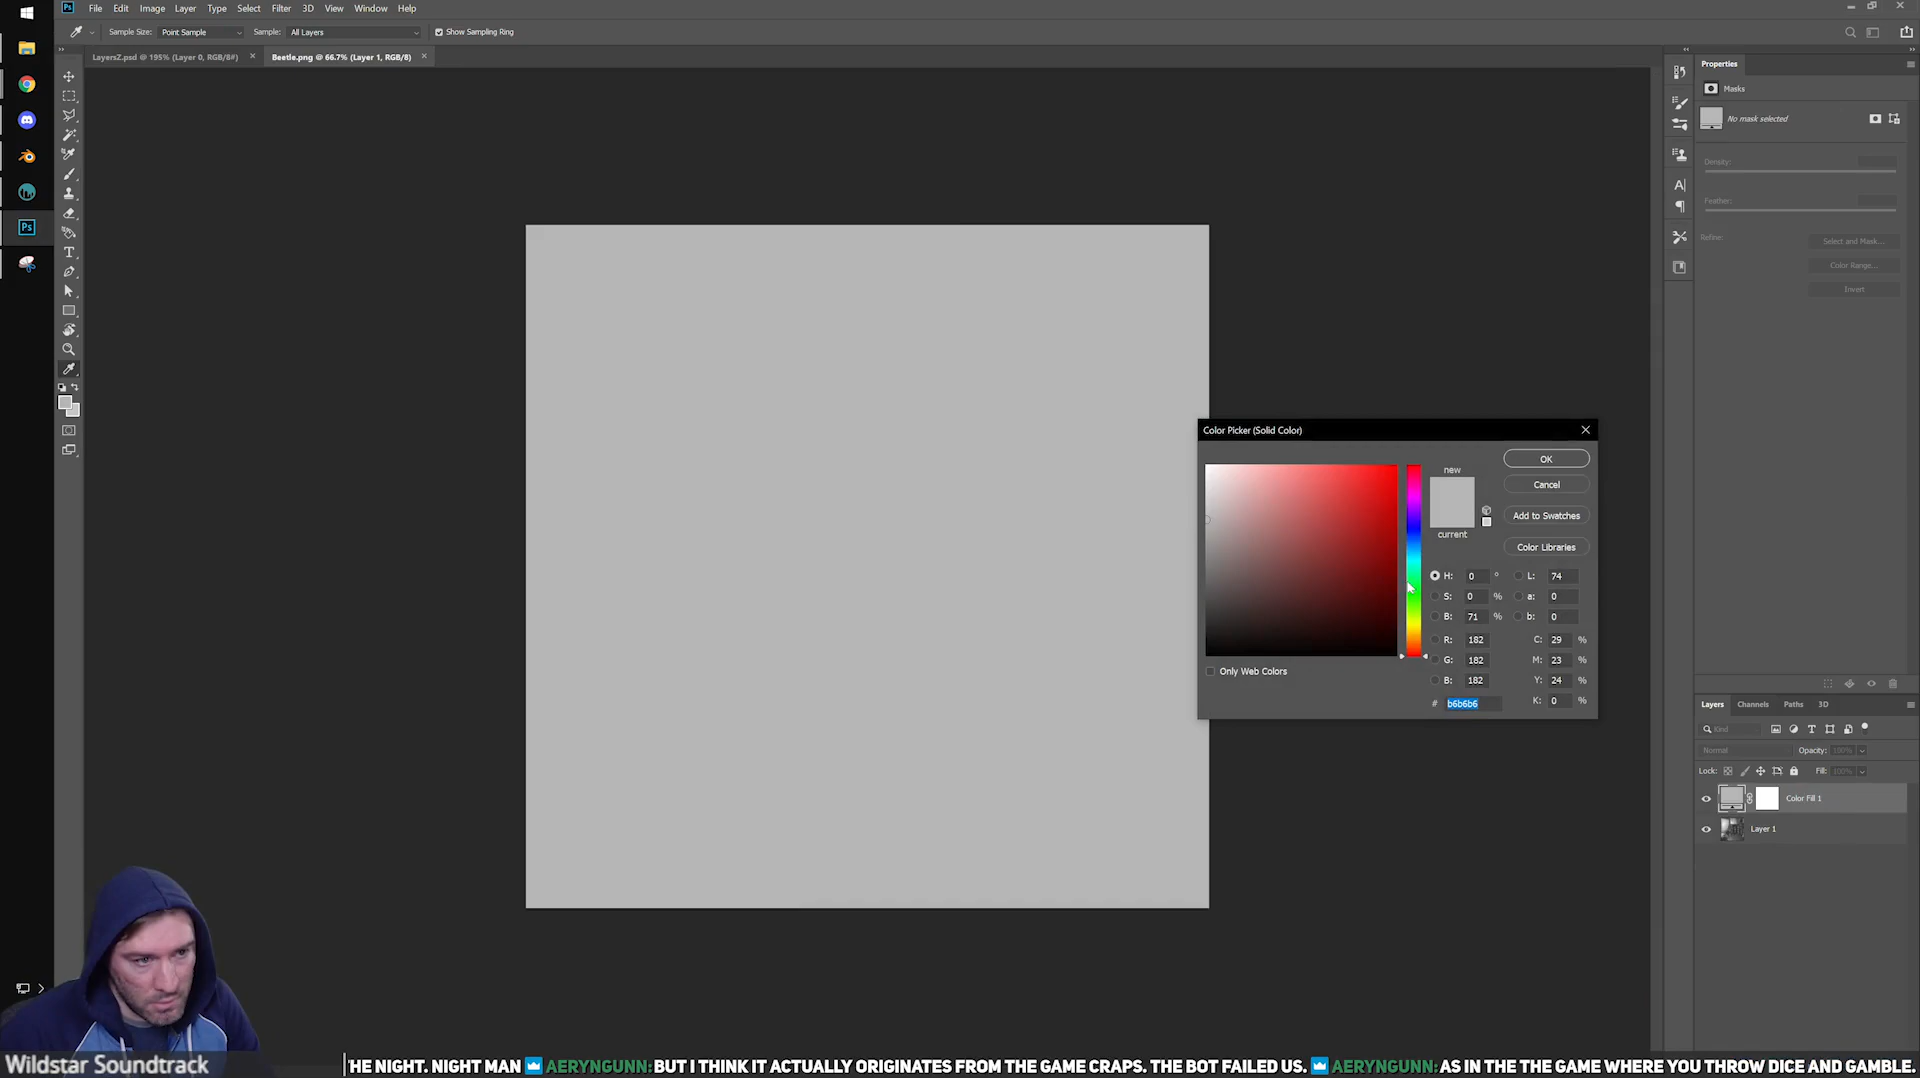 Ps File Edit Image Layer Type Select Filter 3D View Window Help
Sample Size: Point Sample Sample: All Layers Show Sampling Ring
LayersZ.psd @ 195% (Layer 0, RGB/8#) Beetle.png @ 66.7% (Layer 1, RGB/8)
Properties
Masks
No mask selected
Density:
Feather:
Refine:
Select and Mask...
Color Range...
Invert
Color Picker (Solid Color)
new
current
OK
Cancel
Add to Swatches
Color Libraries
H: 0 ° L: 74
S: 0 % a: 0
B: 71 % b: 0
R: 182 C: 29 %
G: 182 M: 23 %
B: 182 Y: 24 %
# b6b6b6 K: 0 %
Only Web Colors
Layers Channels Paths 3D
Kind
Normal Opacity: 100%
Lock: Fill: 100%
Color Fill 1
Layer 1
Ps
Wildstar Soundtrack
HE NIGHT. NIGHT MAN AERYNGUNN: BUT I THINK IT ACTUALLY ORIGINATES FROM THE GAME CRAPS. THE BOT FAILED US. AERYNGUNN: AS IN THE THE GAME WHERE YOU THROW DICE AND GAMBLE.